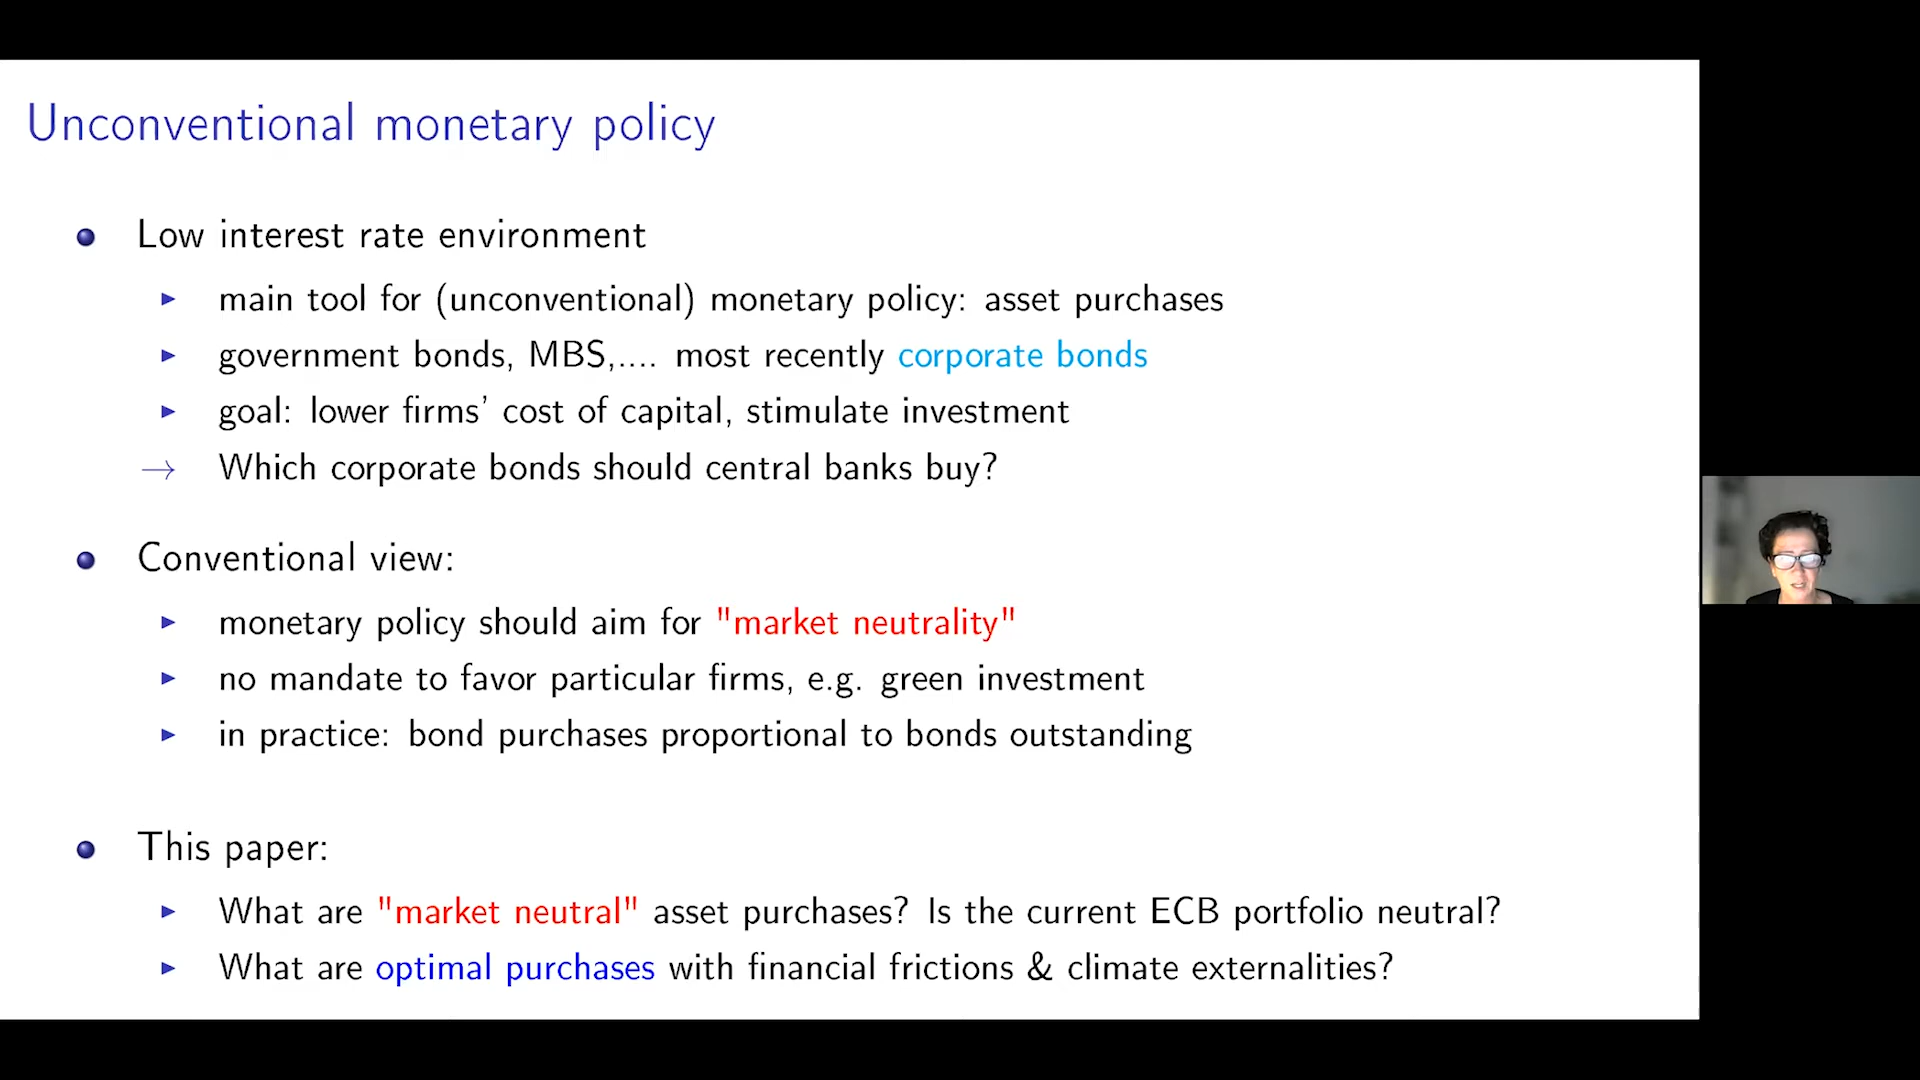 Unconventional monetary policy
Low interest rate environment
main tool for (unconventional) monetary policy: asset purchases
government bonds, MBS,.... most recently corporate bonds
goal: lower firms' cost of capital, stimulate investment
→ Which corporate bonds should central banks buy?
Conventional view:
monetary policy should aim for "market neutrality"
no mandate to favor particular firms, e.g. green investment
in practice: bond purchases proportional to bonds outstanding
This paper:
What are "market neutral" asset purchases? Is the current ECB portfolio neutral?
What are optimal purchases with financial frictions & climate externalities?